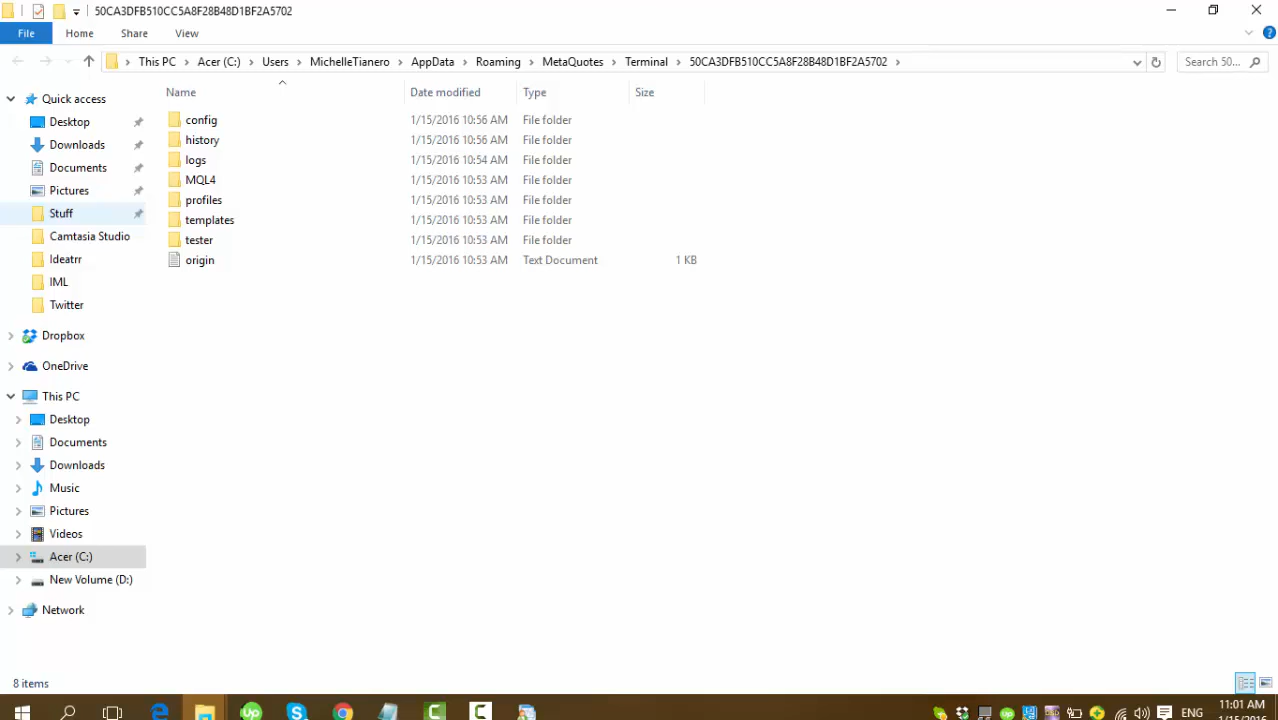 50CA3DFB510CC5A8F28B48D1BF2A5702
File Home Share View
This PC Acer (C:) Users MichelleTianero AppData Roaming MetaQuotes Terminal 50CA3DFB510CC5A8F28B48D1BF2A5702 Search 50...
Name Date modified Type Size
Quick access
Desktop
Downloads
Documents
Pictures
Stuff
Camtasia Studio
Ideatrr
IML
Twitter
Dropbox
OneDrive
This PC
Desktop
Documents
Downloads
Music
Pictures
Videos
Acer (C:)
New Volume (D:)
Network
config 1/15/2016 10:56 AM File folder
history 1/15/2016 10:56 AM File folder
logs 1/15/2016 10:54 AM File folder
MQL4 1/15/2016 10:53 AM File folder
profiles 1/15/2016 10:53 AM File folder
templates 1/15/2016 10:53 AM File folder
tester 1/15/2016 10:53 AM File folder
origin 1/15/2016 10:53 AM Text Document 1 KB
8 items
ENG
11:01 AM
1/15/2016